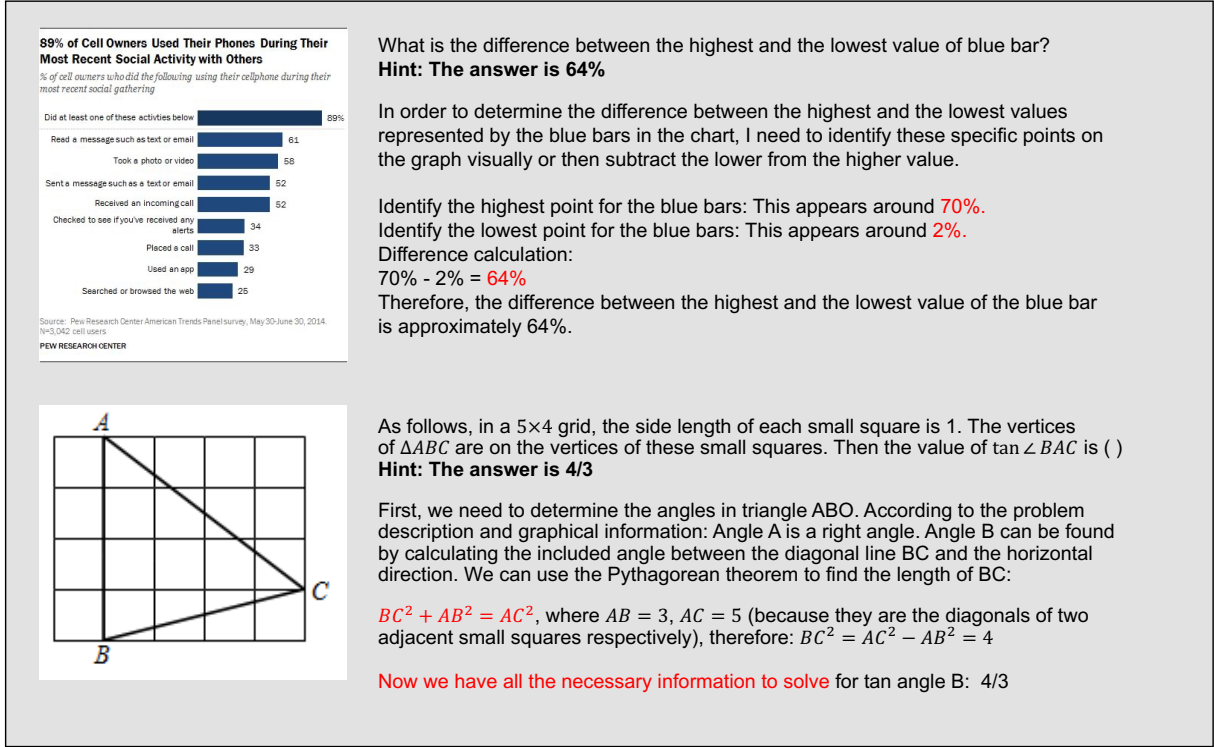 89% of Cell Owners Used Their Phones During Their
Most Recent Social Activity with Others
% of cell owners who did the following using their cellphone during their
most recent social gathering
Did at least one of these activties below 89%
Read a message such as text or email 61
Took a photo or video 58
Sent a message such as a text or email 52
Received an incoming call 52
Checked to see if you've received any
alerts 34
Placed a call 33
Used an app 29
Searched or browsed the web 25
Source: Pew Research Center American Trends Panel survey, May 30-June 30, 2014.
N=3,042 cell users
PEW RESEARCH CENTER
What is the difference between the highest and the lowest value of blue bar?
Hint: The answer is 64%
In order to determine the difference between the highest and the lowest values
represented by the blue bars in the chart, I need to identify these specific points on
the graph visually or then subtract the lower from the higher value.
Identify the highest point for the blue bars: This appears around 70%.
Identify the lowest point for the blue bars: This appears around 2%.
Difference calculation:
70% - 2% = 64%
Therefore, the difference between the highest and the lowest value of the blue bar
is approximately 64%.
A
C
B
As follows, in a 5×4 grid, the side length of each small square is 1. The vertices
of ΔABC are on the vertices of these small squares. Then the value of tan∠BAC is ( )
Hint: The answer is 4/3
First, we need to determine the angles in triangle ABO. According to the problem
description and graphical information: Angle A is a right angle. Angle B can be found
by calculating the included angle between the diagonal line BC and the horizontal
direction. We can use the Pythagorean theorem to find the length of BC:
BC² + AB² = AC², where AB = 3, AC = 5 (because they are the diagonals of two
adjacent small squares respectively), therefore: BC² = AC² − AB² = 4
Now we have all the necessary information to solve for tan angle B: 4/3